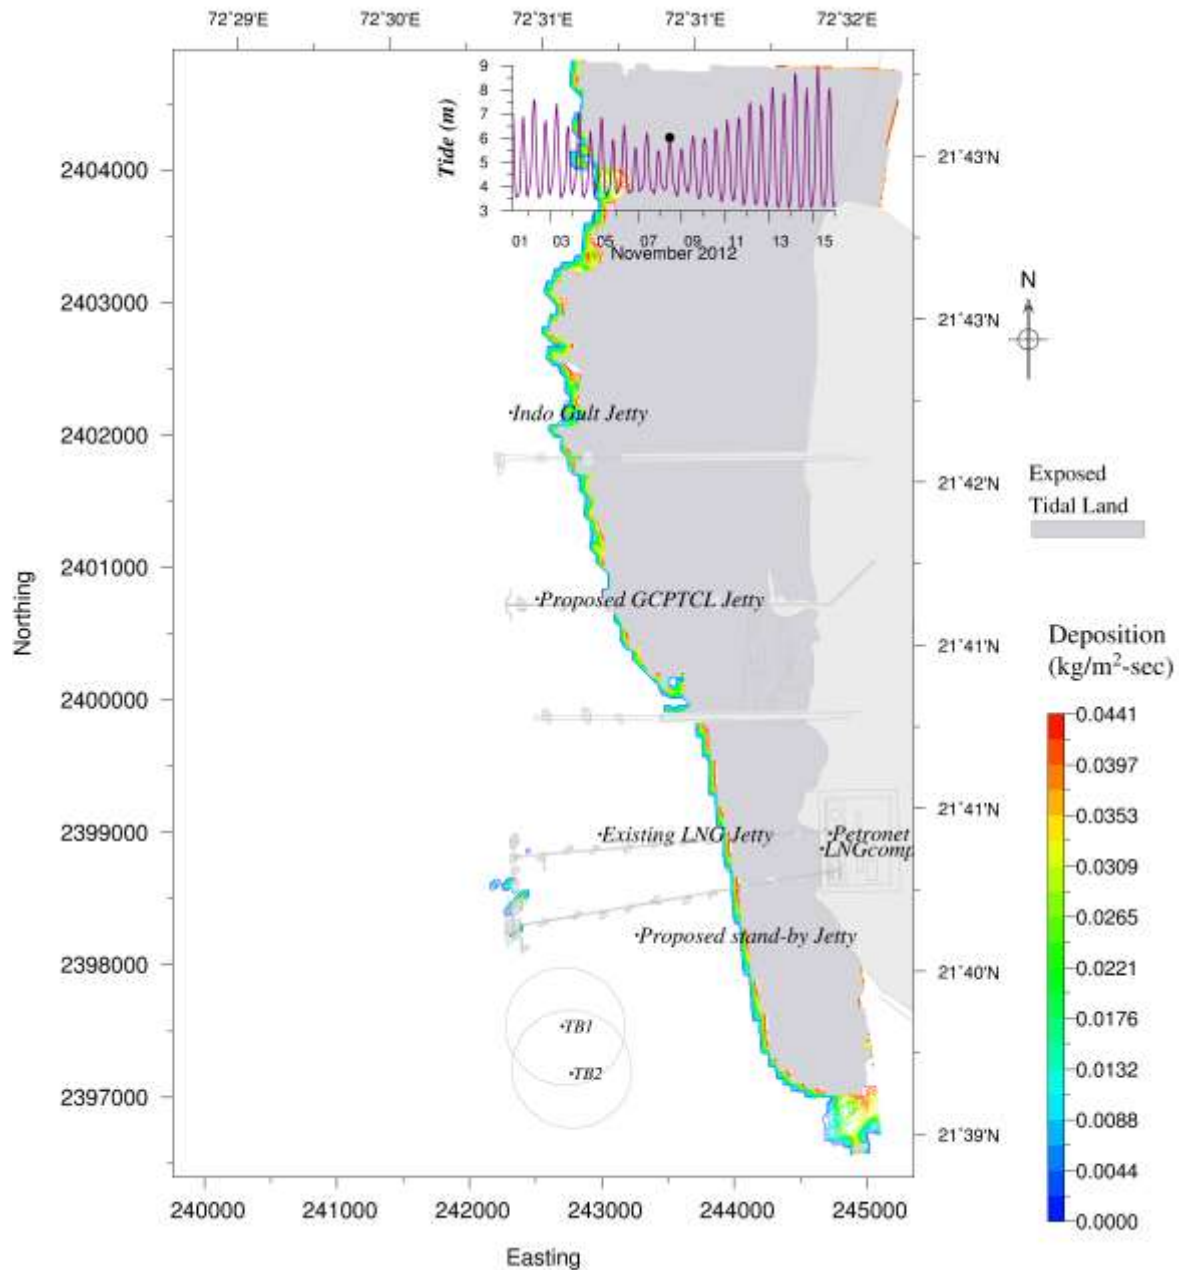 72°29'E 72°30'E 72°31'E 72°31'E 72°32'E
9
8
7
6
5
4
3
Tide (m)
01 03 05 07 09 11 13 15
November 2012
2404000
2403000
2402000
2401000
2400000
2399000
2398000
2397000
Northing
21°43'N
21°43'N
21°42'N
21°41'N
21°41'N
21°40'N
21°39'N
N
Indo Gult Jetty
Proposed GCPTCL Jetty
Existing LNG Jetty
Petronet
LNGcomp
Proposed stand-by Jetty
TB1
TB2
Exposed
Tidal Land
Deposition
(kg/m²-sec)
0.0441
0.0397
0.0353
0.0309
0.0265
0.0221
0.0176
0.0132
0.0088
0.0044
0.0000
240000 241000 242000 243000 244000 245000
Easting